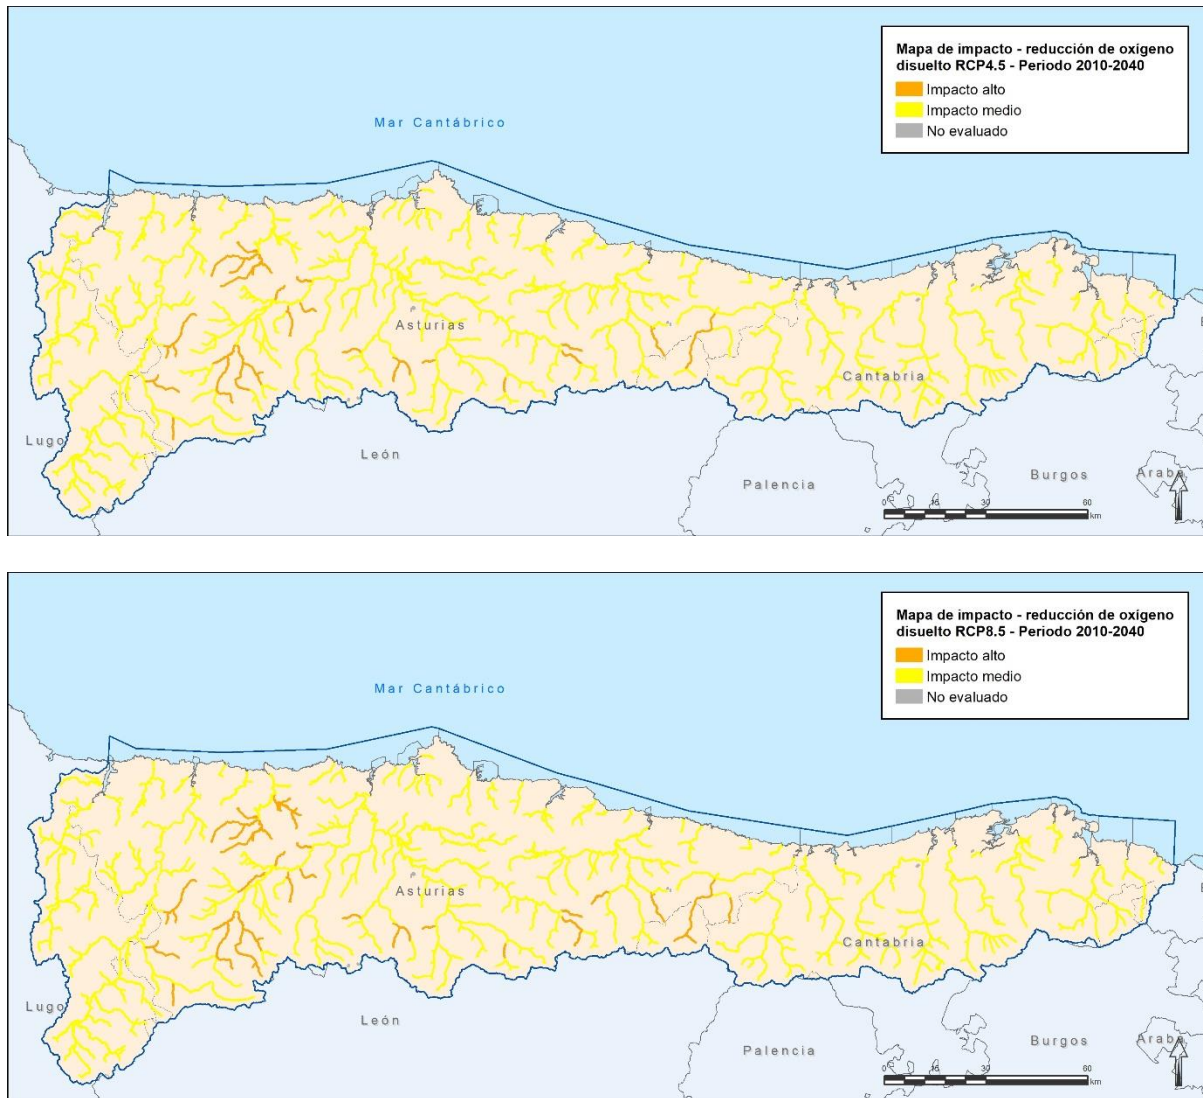 Mapa de impacto - reducción de oxígeno
disuelto RCP4.5 - Periodo 2010-2040
Impacto alto
Impacto medio
No evaluado
Mar Cantábrico
Asturias
Cantabria
Lugo
León
Palencia
Burgos
Araba
0 15 30 60
km
Mapa de impacto - reducción de oxígeno
disuelto RCP8.5 - Periodo 2010-2040
Impacto alto
Impacto medio
No evaluado
Mar Cantábrico
Asturias
Cantabria
Lugo
León
Palencia
Burgos
Araba
0 15 30 60
km